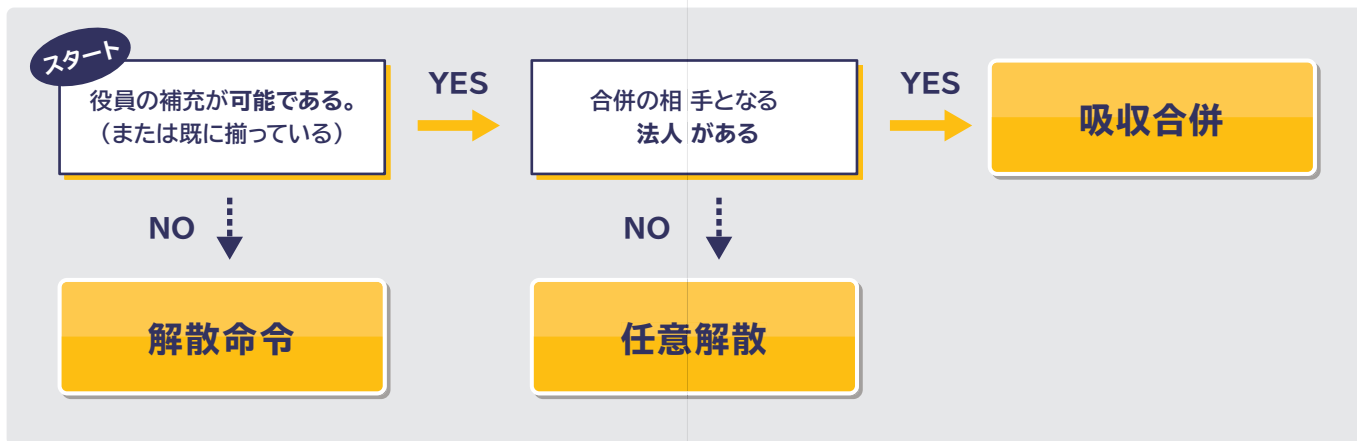 スタート
役員の補充が可能である。
（または既に揃っている）
YES
合併の相 手となる
法人 がある
YES
吸収合併
NO
NO
解散命令
任意解散